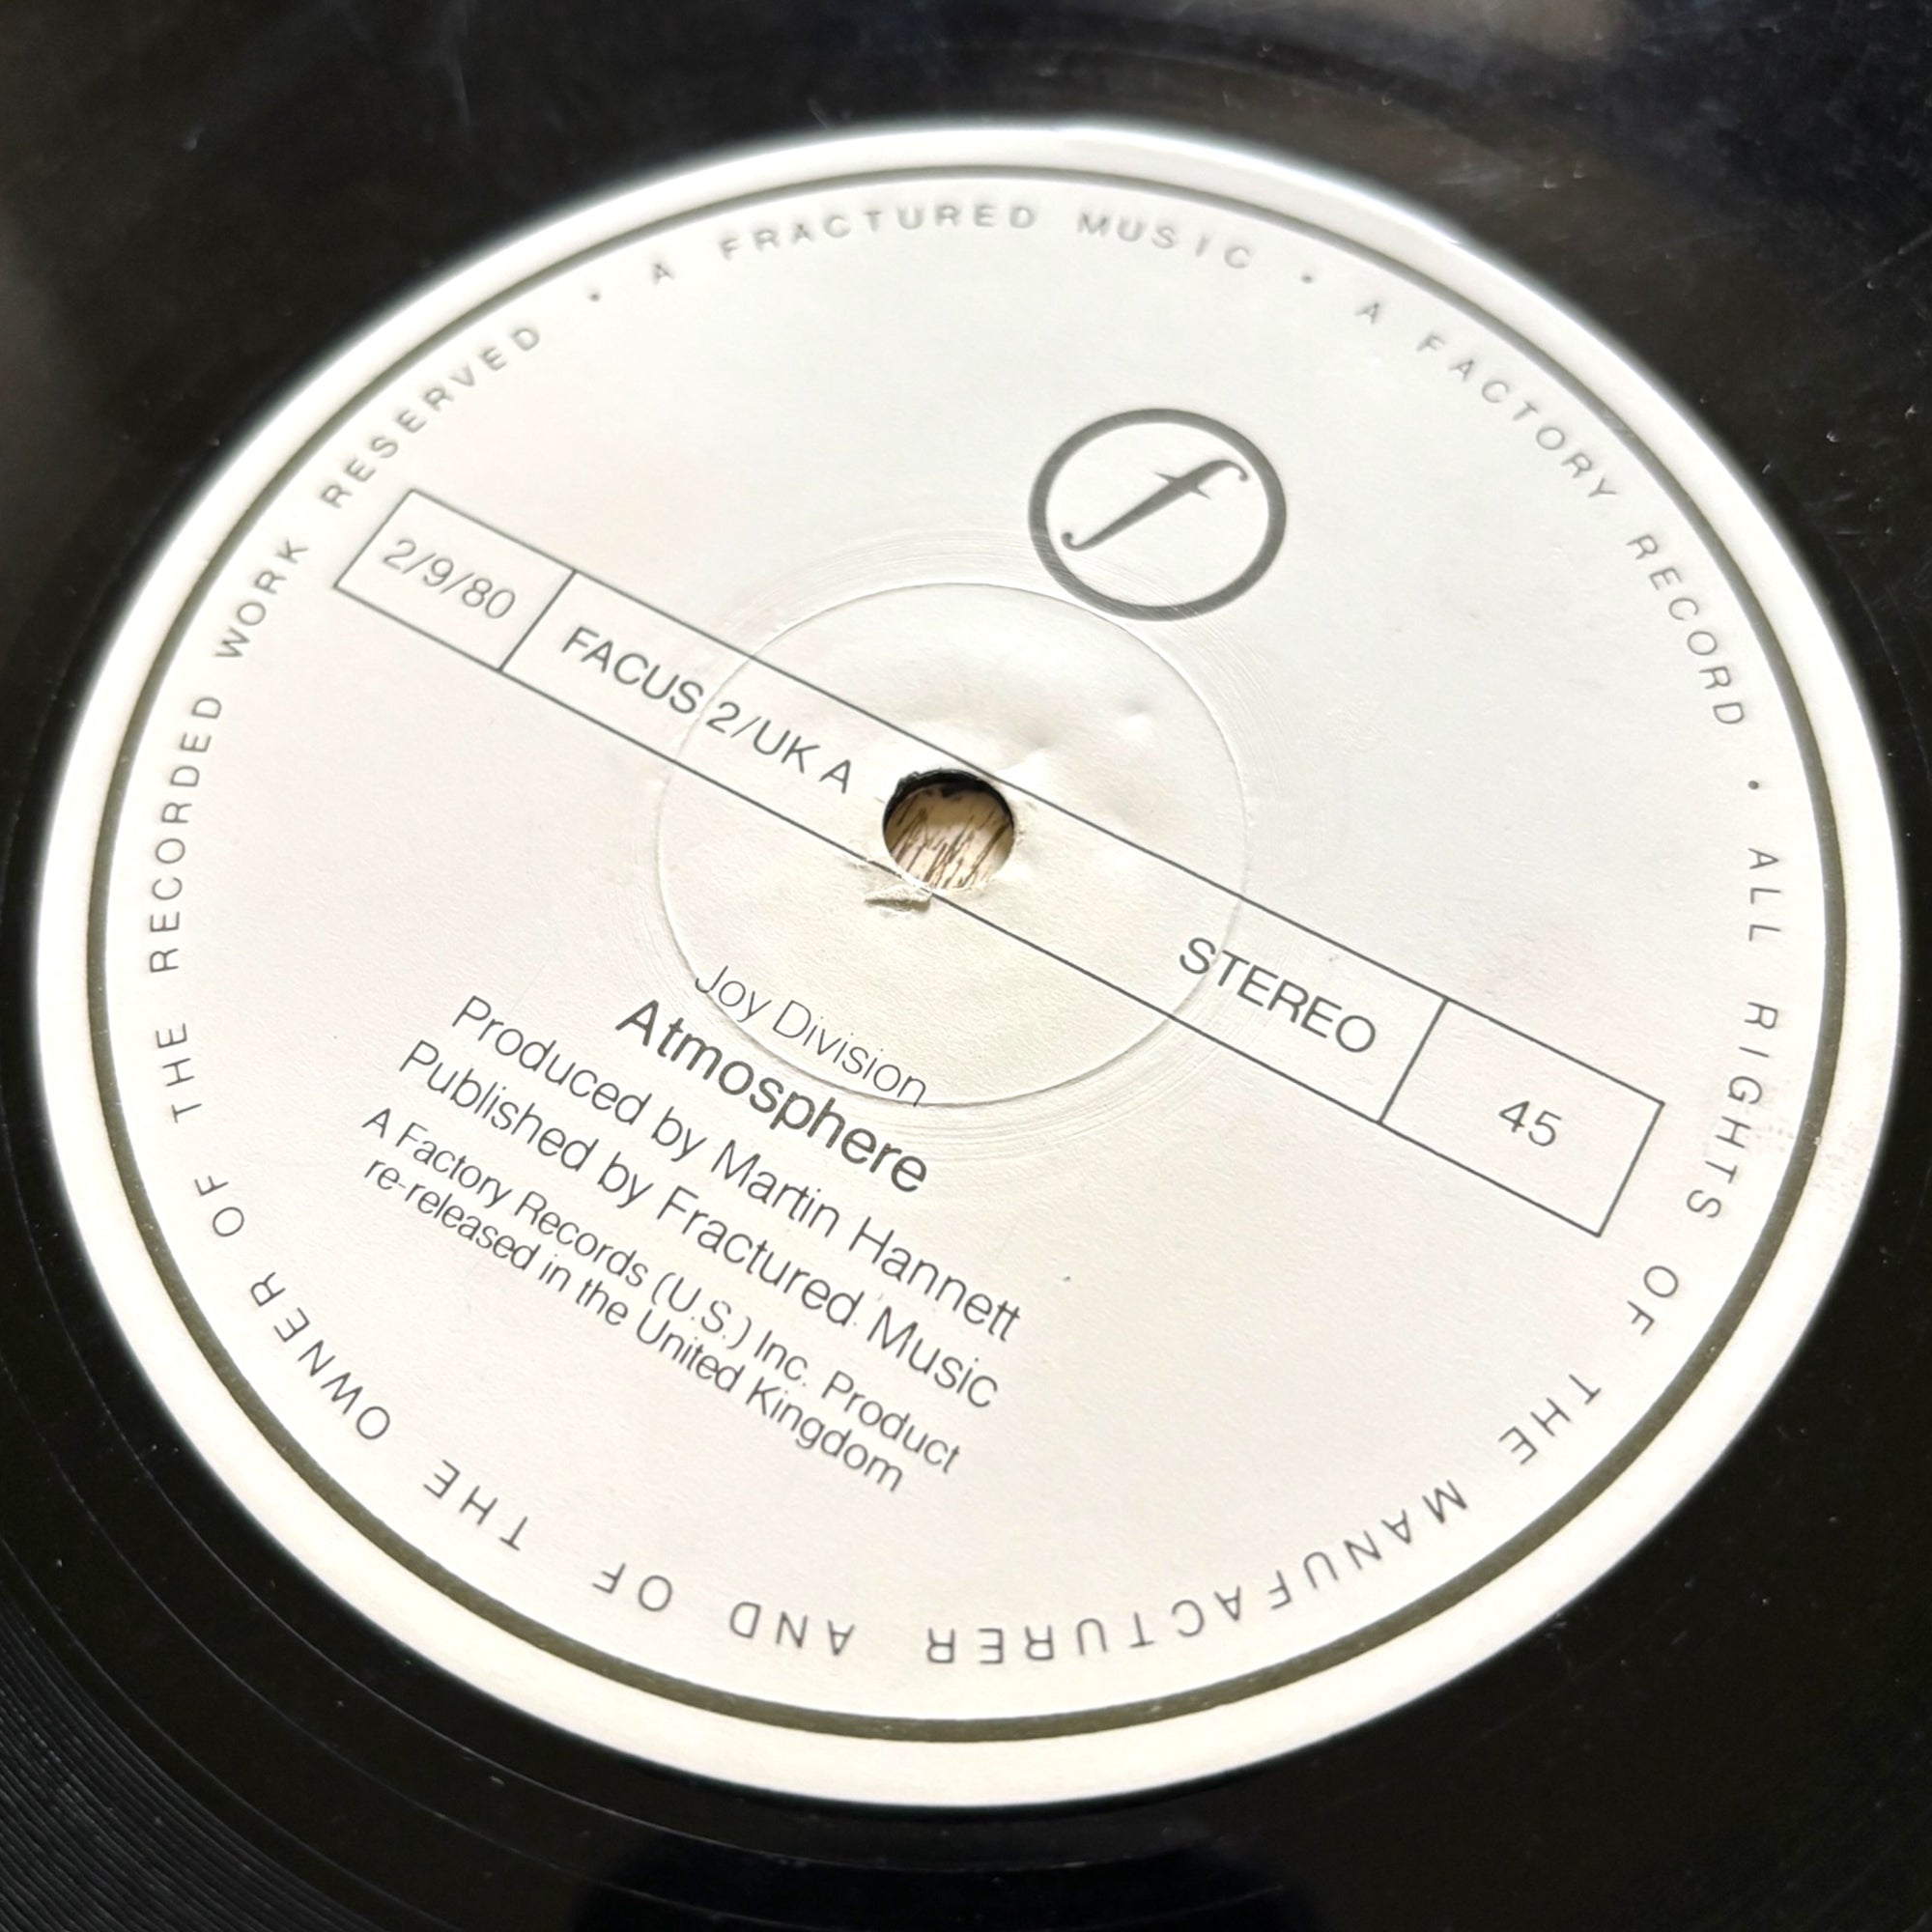 • A FRACTURED MUSIC • A FACTORY RECORD • ALL RIGHTS OF THE MANUFACTURER AND OF THE OWNER OF THE RECORDED WORK RESERVED
f
2/9/80 FACUS 2/UK A STEREO 45
Joy Division
Atmosphere
Produced by Martin Hannett
Published by Fractured Music
A Factory Records (U.S.) Inc. Product
re-released in the United Kingdom